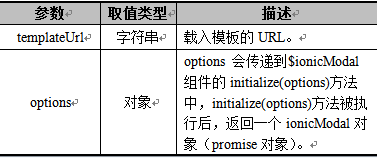 参数 取值类型 描述
templateUrl 字符串 载入模板的 URL。
options 对象 options 会传递到$ionicModal
组件的 initialize(options)方法
中，initialize(options)方法被执
行后，返回一个 ionicModal 对
象（promise 对象）。